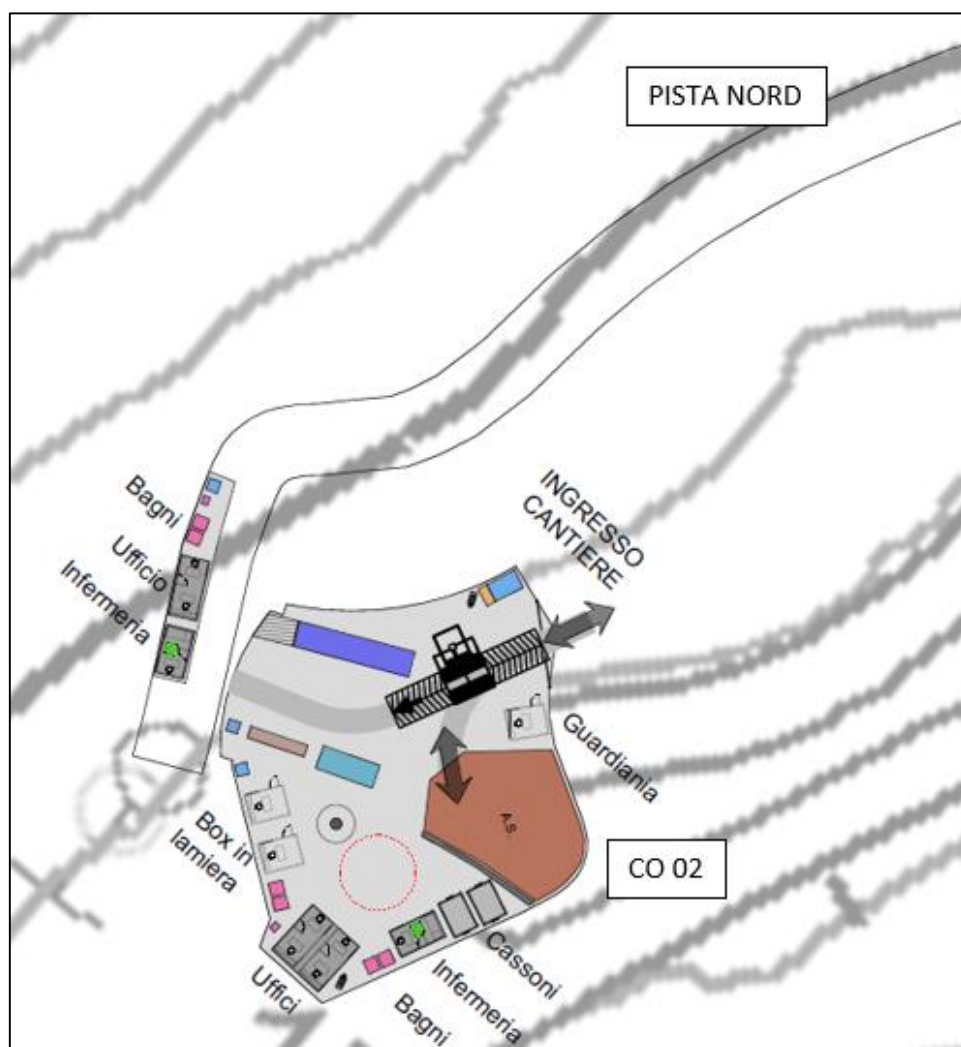 PISTA NORD
INGRESSO
CANTIERE
Bagni
Ufficio
Infermeria
Guardiania
A.S.
Box in
lamiera
CO 02
Cassoni
Infermeria
Bagni
Uffici